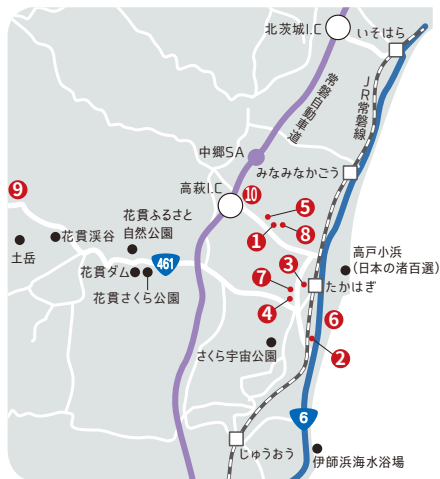 北茨城I.C
いそはら
常磐自動車道
JR常磐線
中郷SA
みなみなかごう
高萩I.C
10
9
5
花貫ふるさと
自然公園
1
8
花貫渓谷
土岳
高戸小浜
(日本の渚百選)
461
花貫ダム
花貫さくら公園
7
3
たかはぎ
4
6
さくら宇宙公園
2
6
じゅうおう
伊師浜海水浴場